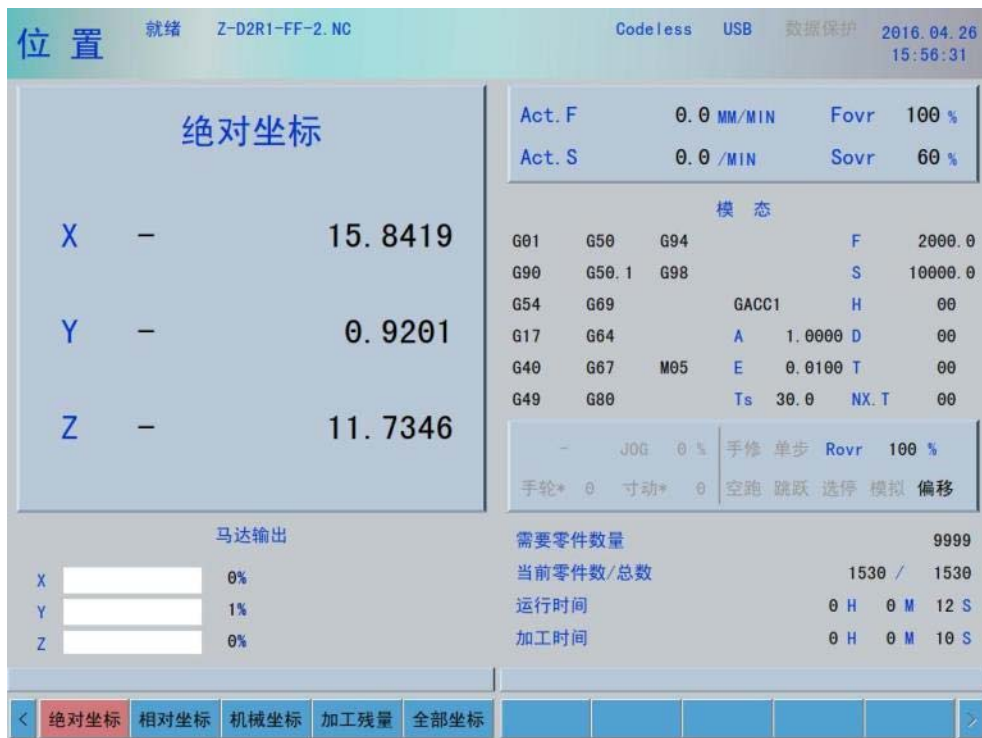 位 置 就绪 Z-D2R1-FF-2.NC Codeless USB 数据保护 2016.04.26
15:56:31
绝对坐标
X - 15.8419
Y - 0.9201
Z - 11.7346
马达输出
X 0%
Y 1%
Z 0%
Act.F 0.0 MM/MIN Fovr 100 %
Act.S 0.0 /MIN Sovr 60 %
模 态
G01 G50 G94 F 2000.0
G90 G50.1 G98 S 10000.0
G54 G69 GACC1 H 00
G17 G64 A 1.0000 D 00
G40 G67 M05 E 0.0100 T 00
G49 G80 Ts 30.0 NX.T 00
- JOG 0 % 手修 单步 Rovr 100 %
手轮* 0 寸动* 0 空跑 跳跃 选停 模拟 偏移
需要零件数量 9999
当前零件数/总数 1530 / 1530
运行时间 0 H 0 M 12 S
加工时间 0 H 0 M 10 S
< 绝对坐标 相对坐标 机械坐标 加工残量 全部坐标 >